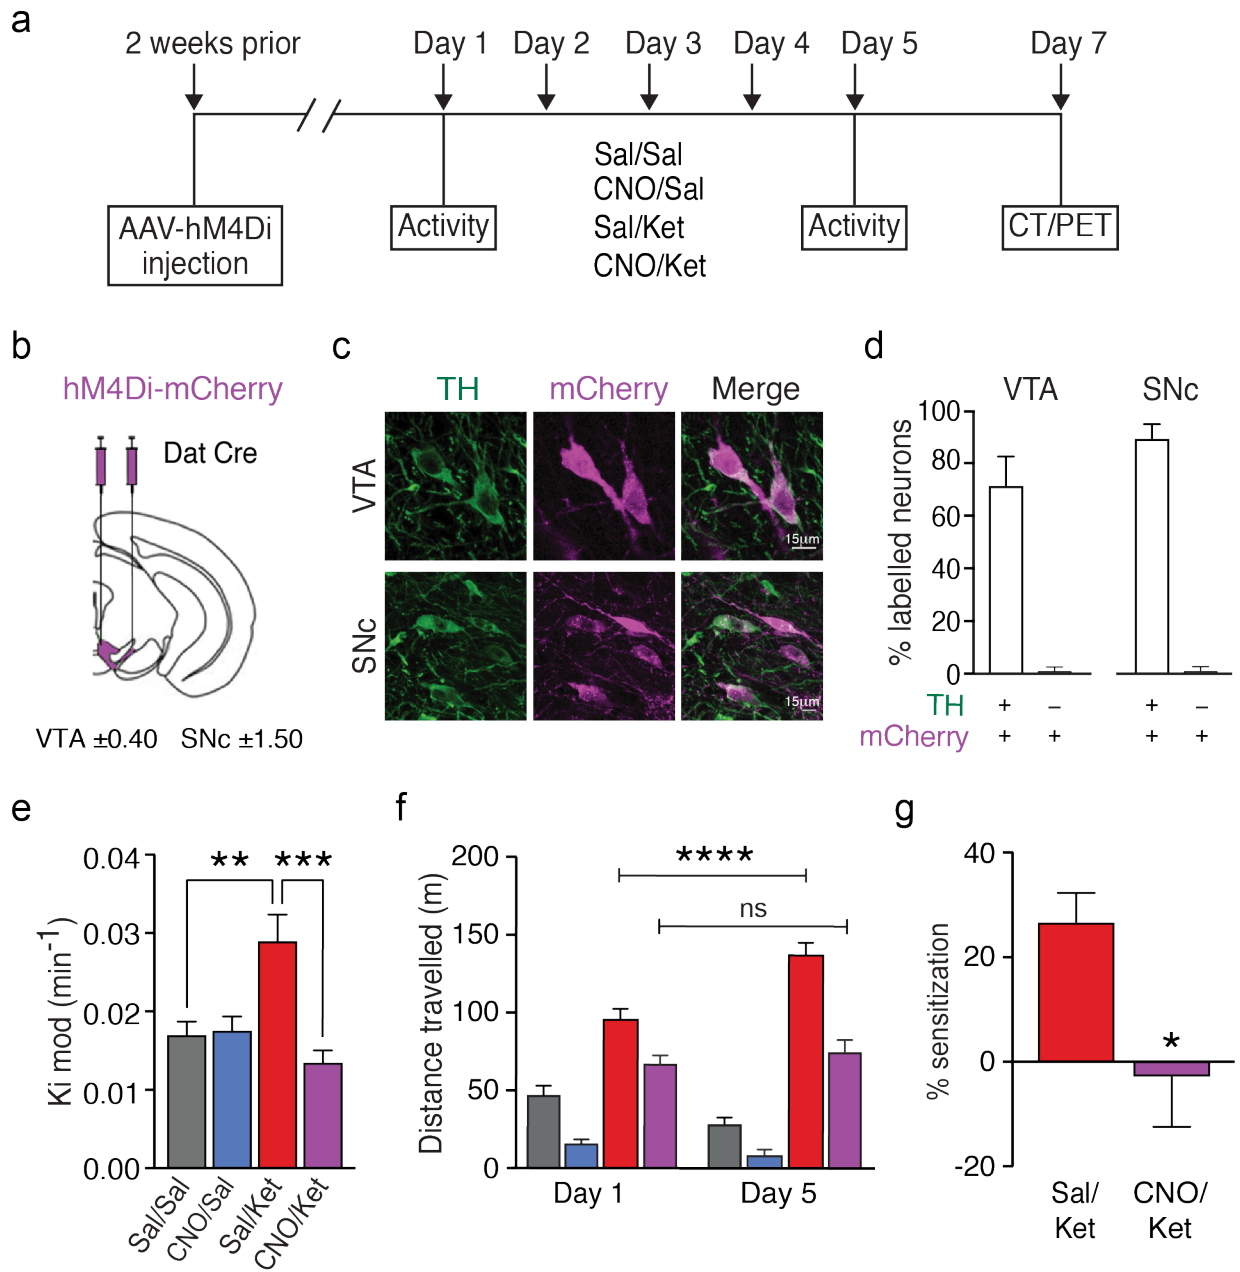 a
2 weeks prior Day 1 Day 2 Day 3 Day 4 Day 5 Day 7
Sal/Sal
CNO/Sal
Sal/Ket
CNO/Ket
AAV-hM4Di
injection
Activity
Activity
CT/PET
b
hM4Di-mCherry
Dat Cre
VTA ±0.40 SNc ±1.50
c
TH mCherry Merge
VTA
15µm
SNc
15µm
d
VTA SNc
% labelled neurons
100
80
60
40
20
0
TH + – + –
mCherry + + + +
e
Ki mod (min-1)
0.04
0.03
0.02
0.01
0.00
** ***
Sal/Sal
CNO/Sal
Sal/Ket
CNO/Ket
f
Distance travelled (m)
200
150
100
50
0
****
ns
Day 1 Day 5
g
% sensitization
40
20
0
-20
*
Sal/ CNO/
Ket Ket